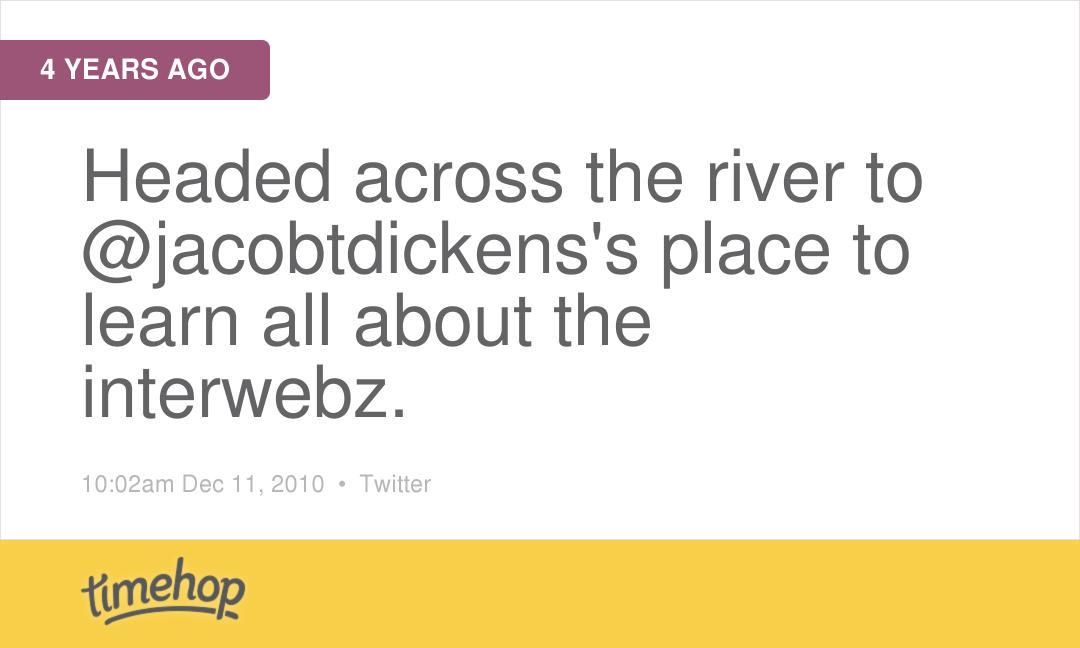 4 YEARS AGO
Headed across the river to
@jacobtdickens's place to
learn all about the
interwebz.
10:02am Dec 11, 2010 • Twitter
timehop